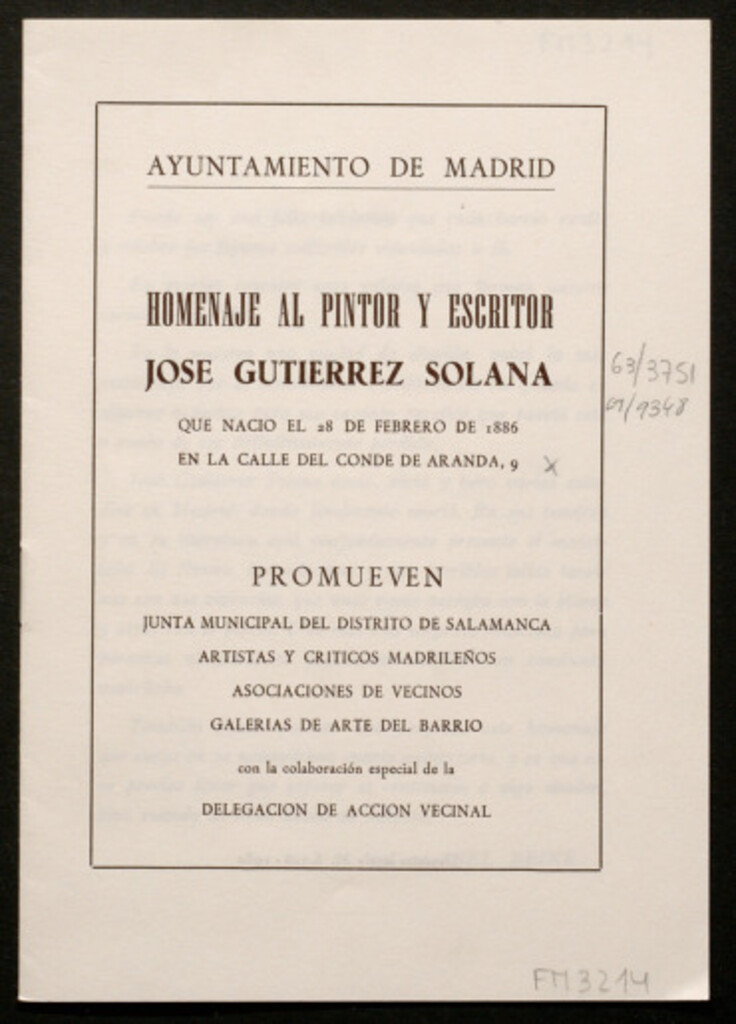 AYUNTAMIENTO DE MADRID
HOMENAJE AL PINTOR Y ESCRITOR
JOSE GUTIERREZ SOLANA
QUE NACIO EL 28 DE FEBRERO DE 1886
EN LA CALLE DEL CONDE DE ARANDA, 9 X
63/3751
01/9348
PROMUEVEN
JUNTA MUNICIPAL DEL DISTRITO DE SALAMANCA
ARTISTAS Y CRITICOS MADRILEÑOS
ASOCIACIONES DE VECINOS
GALERIAS DE ARTE DEL BARRIO
con la colaboración especial de la
DELEGACION DE ACCION VECINAL
FM3214